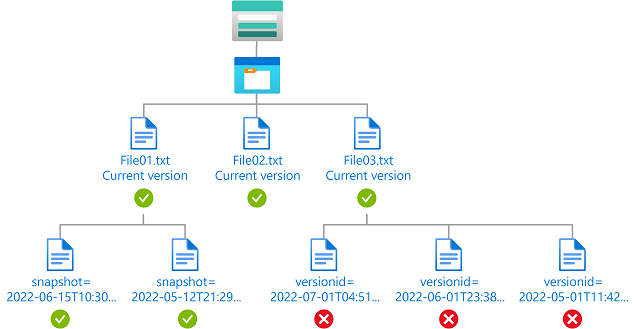 File01.txt
Current version
File02.txt
Current version
File03.txt
Current version
snapshot=
2022-06-15T10:30...
snapshot=
2022-05-12T21:29...
versionid=
2022-07-01T04:51...
versionid=
2022-06-01T23:38...
versionid=
2022-05-01T11:42...